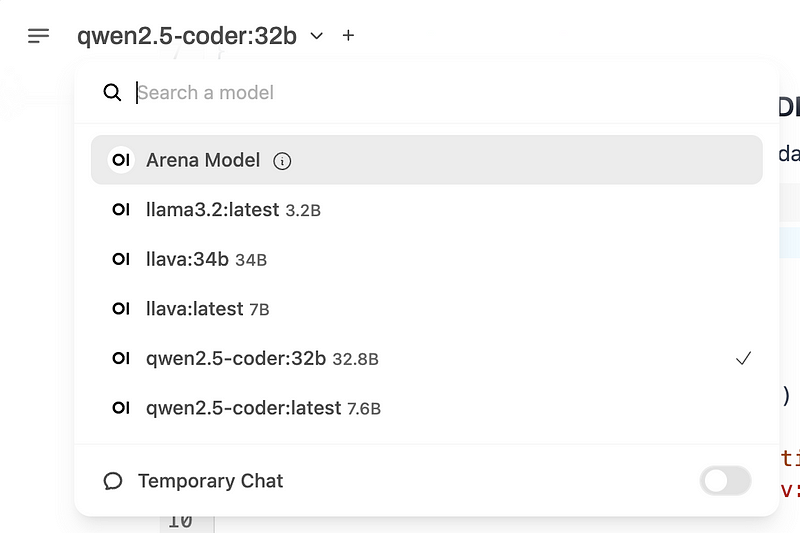 qwen2.5-coder:32b
Search a model
OI Arena Model
OI llama3.2:latest 3.2B
OI llava:34b 34B
OI llava:latest 7B
OI qwen2.5-coder:32b 32.8B
OI qwen2.5-coder:latest 7.6B
Temporary Chat
da
)
ti
v:
10